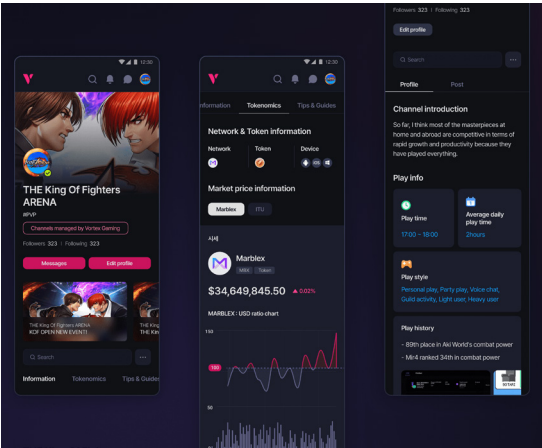 12:30
THE King Of Fighters
ARENA
#PVP
Channels managed by Vortex Gaming
Followers 323 | Following 323
Messages
Edit profile
THE King Of Fighters ARENA
KOF OPEN NEW EVENT!
THE King
KOF
Search
Information
Tokenomics
Tips & Guides
12:30
nformation
Tokenomics
Tips & Guides
Network & Token information
Network
Token
Device
iOS
Market price information
Marblex
ITU
시세
Marblex
MBX
Token
$34,649,845.50
0.02%
MARBLEX : USD ratio chart
150
100
50
Followers 323 | Following 323
Edit profile
Search
Profile
Post
Channel introduction
So far, I think most of the masterpieces at
home and abroad are competitive in terms of
rapid growth and productivity because they
have played everything.
Play info
Play time
17:00 ~ 18:00
Average daily
play time
2hours
Play style
Personal play, Party play, Voice chat,
Guild activity, Light user, Heavy user
Play history
- 89th place in Aki World's combat power
- Mir4 ranked 34th in combat power